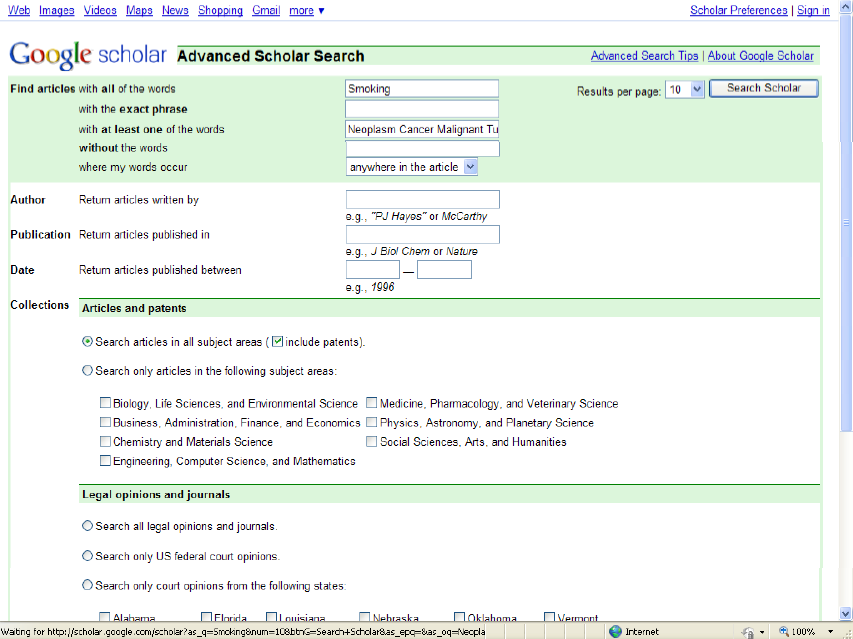 Web Images Videos Maps News Shopping Gmail more ▼ Scholar Preferences | Sign in
Google scholar Advanced Scholar Search Advanced Search Tips | About Google Scholar
Find articles with all of the words Smoking Results per page: 10 Search Scholar
with the exact phrase
with at least one of the words Neoplasm Cancer Malignant Tu
without the words
where my words occur anywhere in the article
Author Return articles written by
e.g., "PJ Hayes" or McCarthy
Publication Return articles published in
e.g., J Biol Chem or Nature
Date Return articles published between —
e.g., 1996
Collections Articles and patents
Search articles in all subject areas ( include patents).
Search only articles in the following subject areas:
Biology, Life Sciences, and Environmental Science Medicine, Pharmacology, and Veterinary Science
Business, Administration, Finance, and Economics Physics, Astronomy, and Planetary Science
Chemistry and Materials Science Social Sciences, Arts, and Humanities
Engineering, Computer Science, and Mathematics
Legal opinions and journals
Search all legal opinions and journals.
Search only US federal court opinions.
Search only court opinions from the following states:
Alabama Florida Louisiana Nebraska Oklahoma Vermont
Waiting for http://scholar.google.com/scholar?as_q=Smoking&num=10&btnG=Search+Scholar&as_epq=&as_oq=Neopla Internet 100%